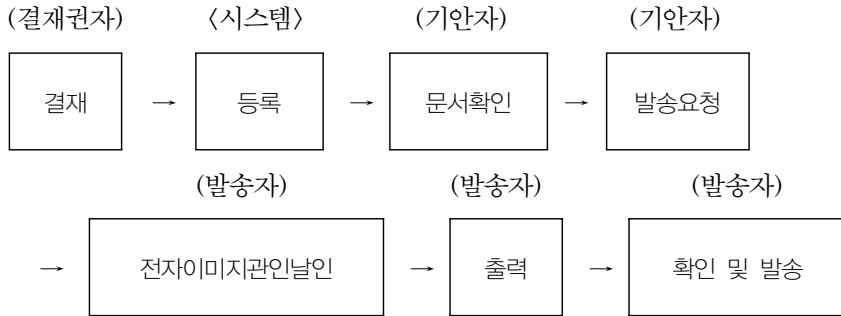 (결재권자) 〈시스템〉 (기안자) (기안자)
결재 → 등록 → 문서확인 → 발송요청
(발송자) (발송자) (발송자)
→ 전자이미지관인날인 → 출력 → 확인 및 발송